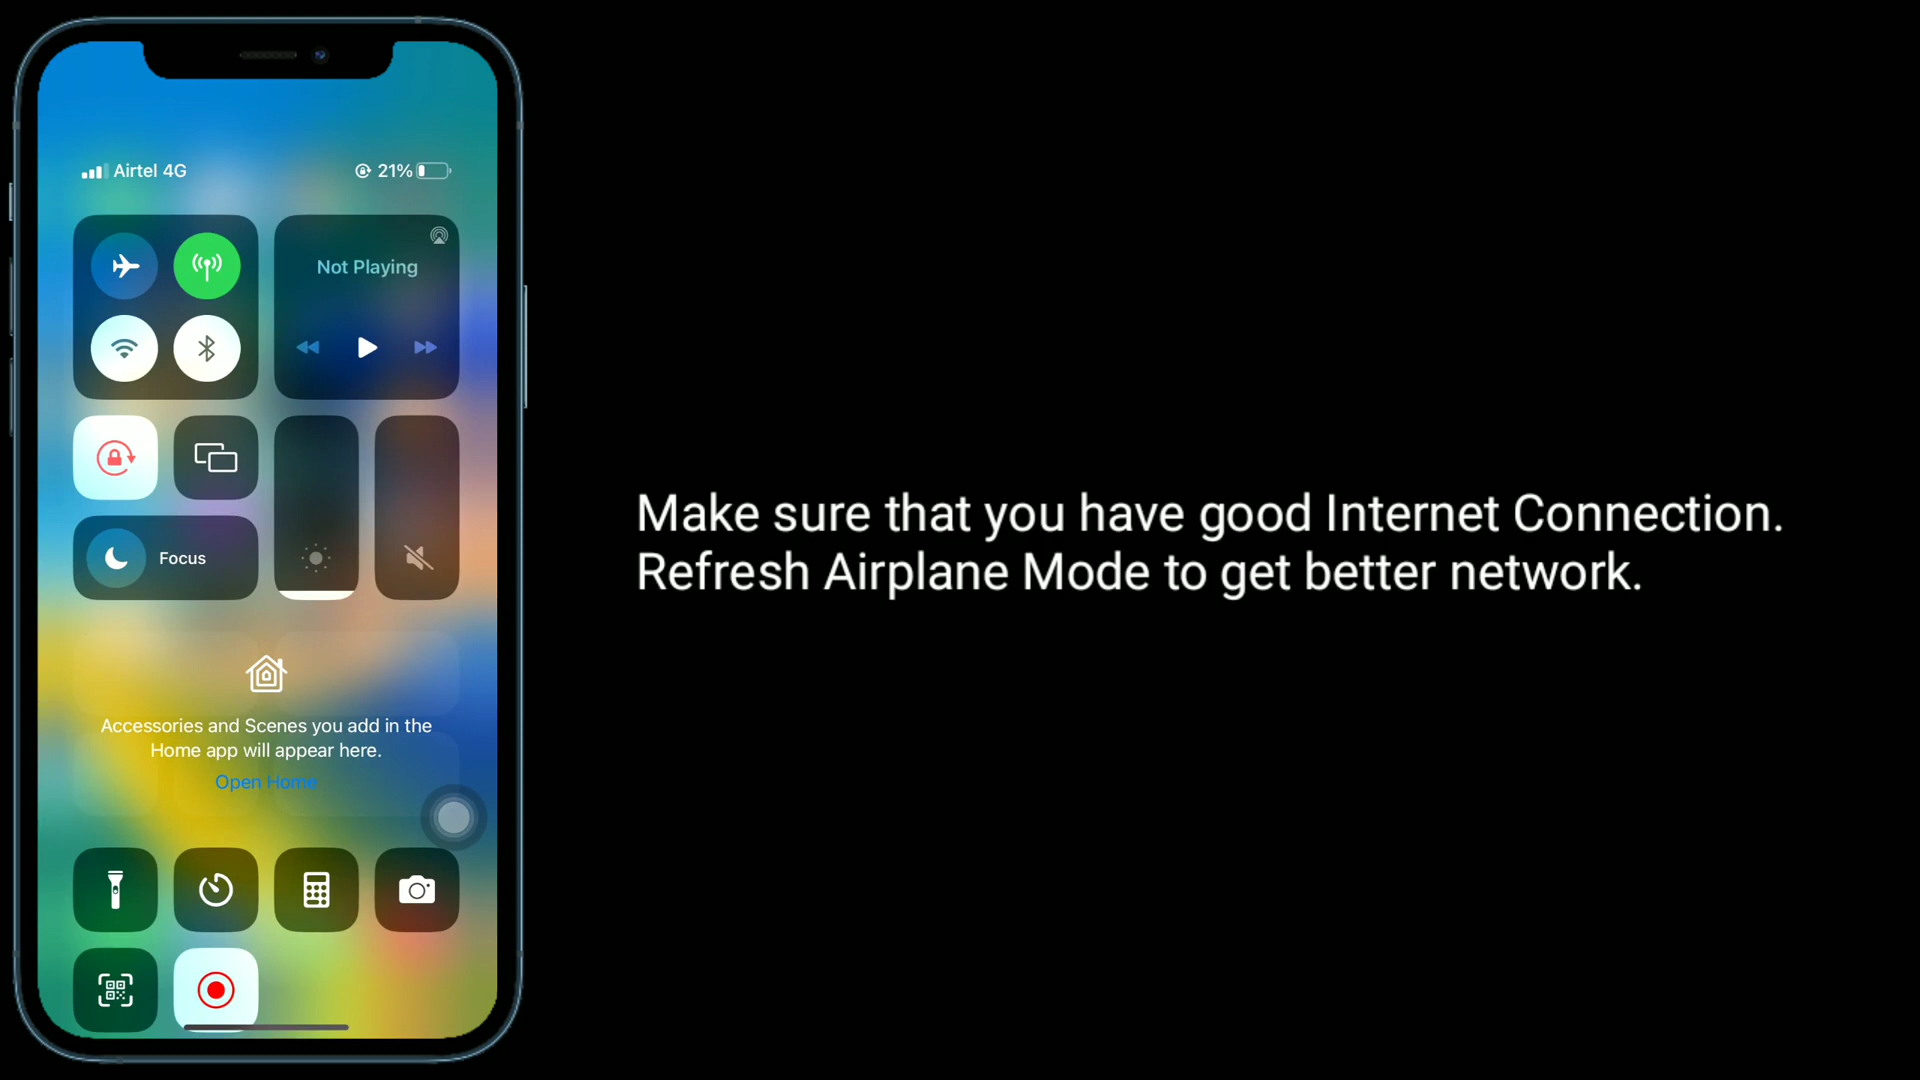 Airtel 4G
21%
Not Playing
Focus
Accessories and Scenes you add in the
Home app will appear here.
Open Home
Make sure that you have good Internet Connection.
Refresh Airplane Mode to get better network.